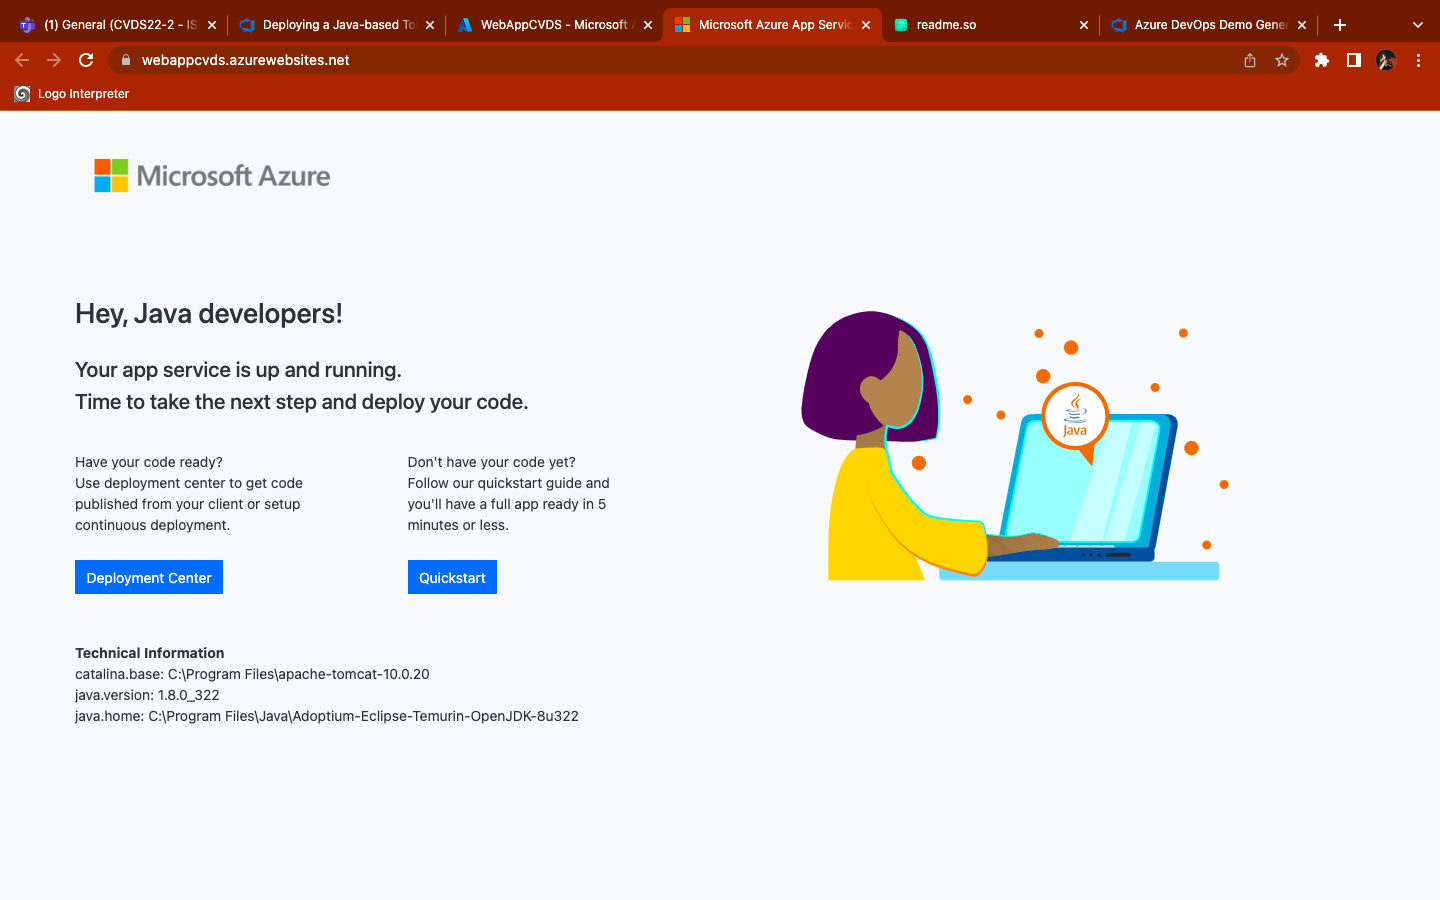 (1) General (CVDS22-2 - IS
Deploying a Java-based To
WebAppCVDS - Microsoft
Microsoft Azure App Servic
readme.so
Azure DevOps Demo Gener
webappcvds.azurewebsites.net
Logo Interpreter
Microsoft Azure
Hey, Java developers!
Your app service is up and running.
Time to take the next step and deploy your code.
Have your code ready?
Use deployment center to get code
published from your client or setup
continuous deployment.
Deployment Center
Don't have your code yet?
Follow our quickstart guide and
you'll have a full app ready in 5
minutes or less.
Quickstart
Java
Technical Information
catalina.base: C:\Program Files\apache-tomcat-10.0.20
java.version: 1.8.0_322
java.home: C:\Program Files\Java\Adoptium-Eclipse-Temurin-OpenJDK-8u322